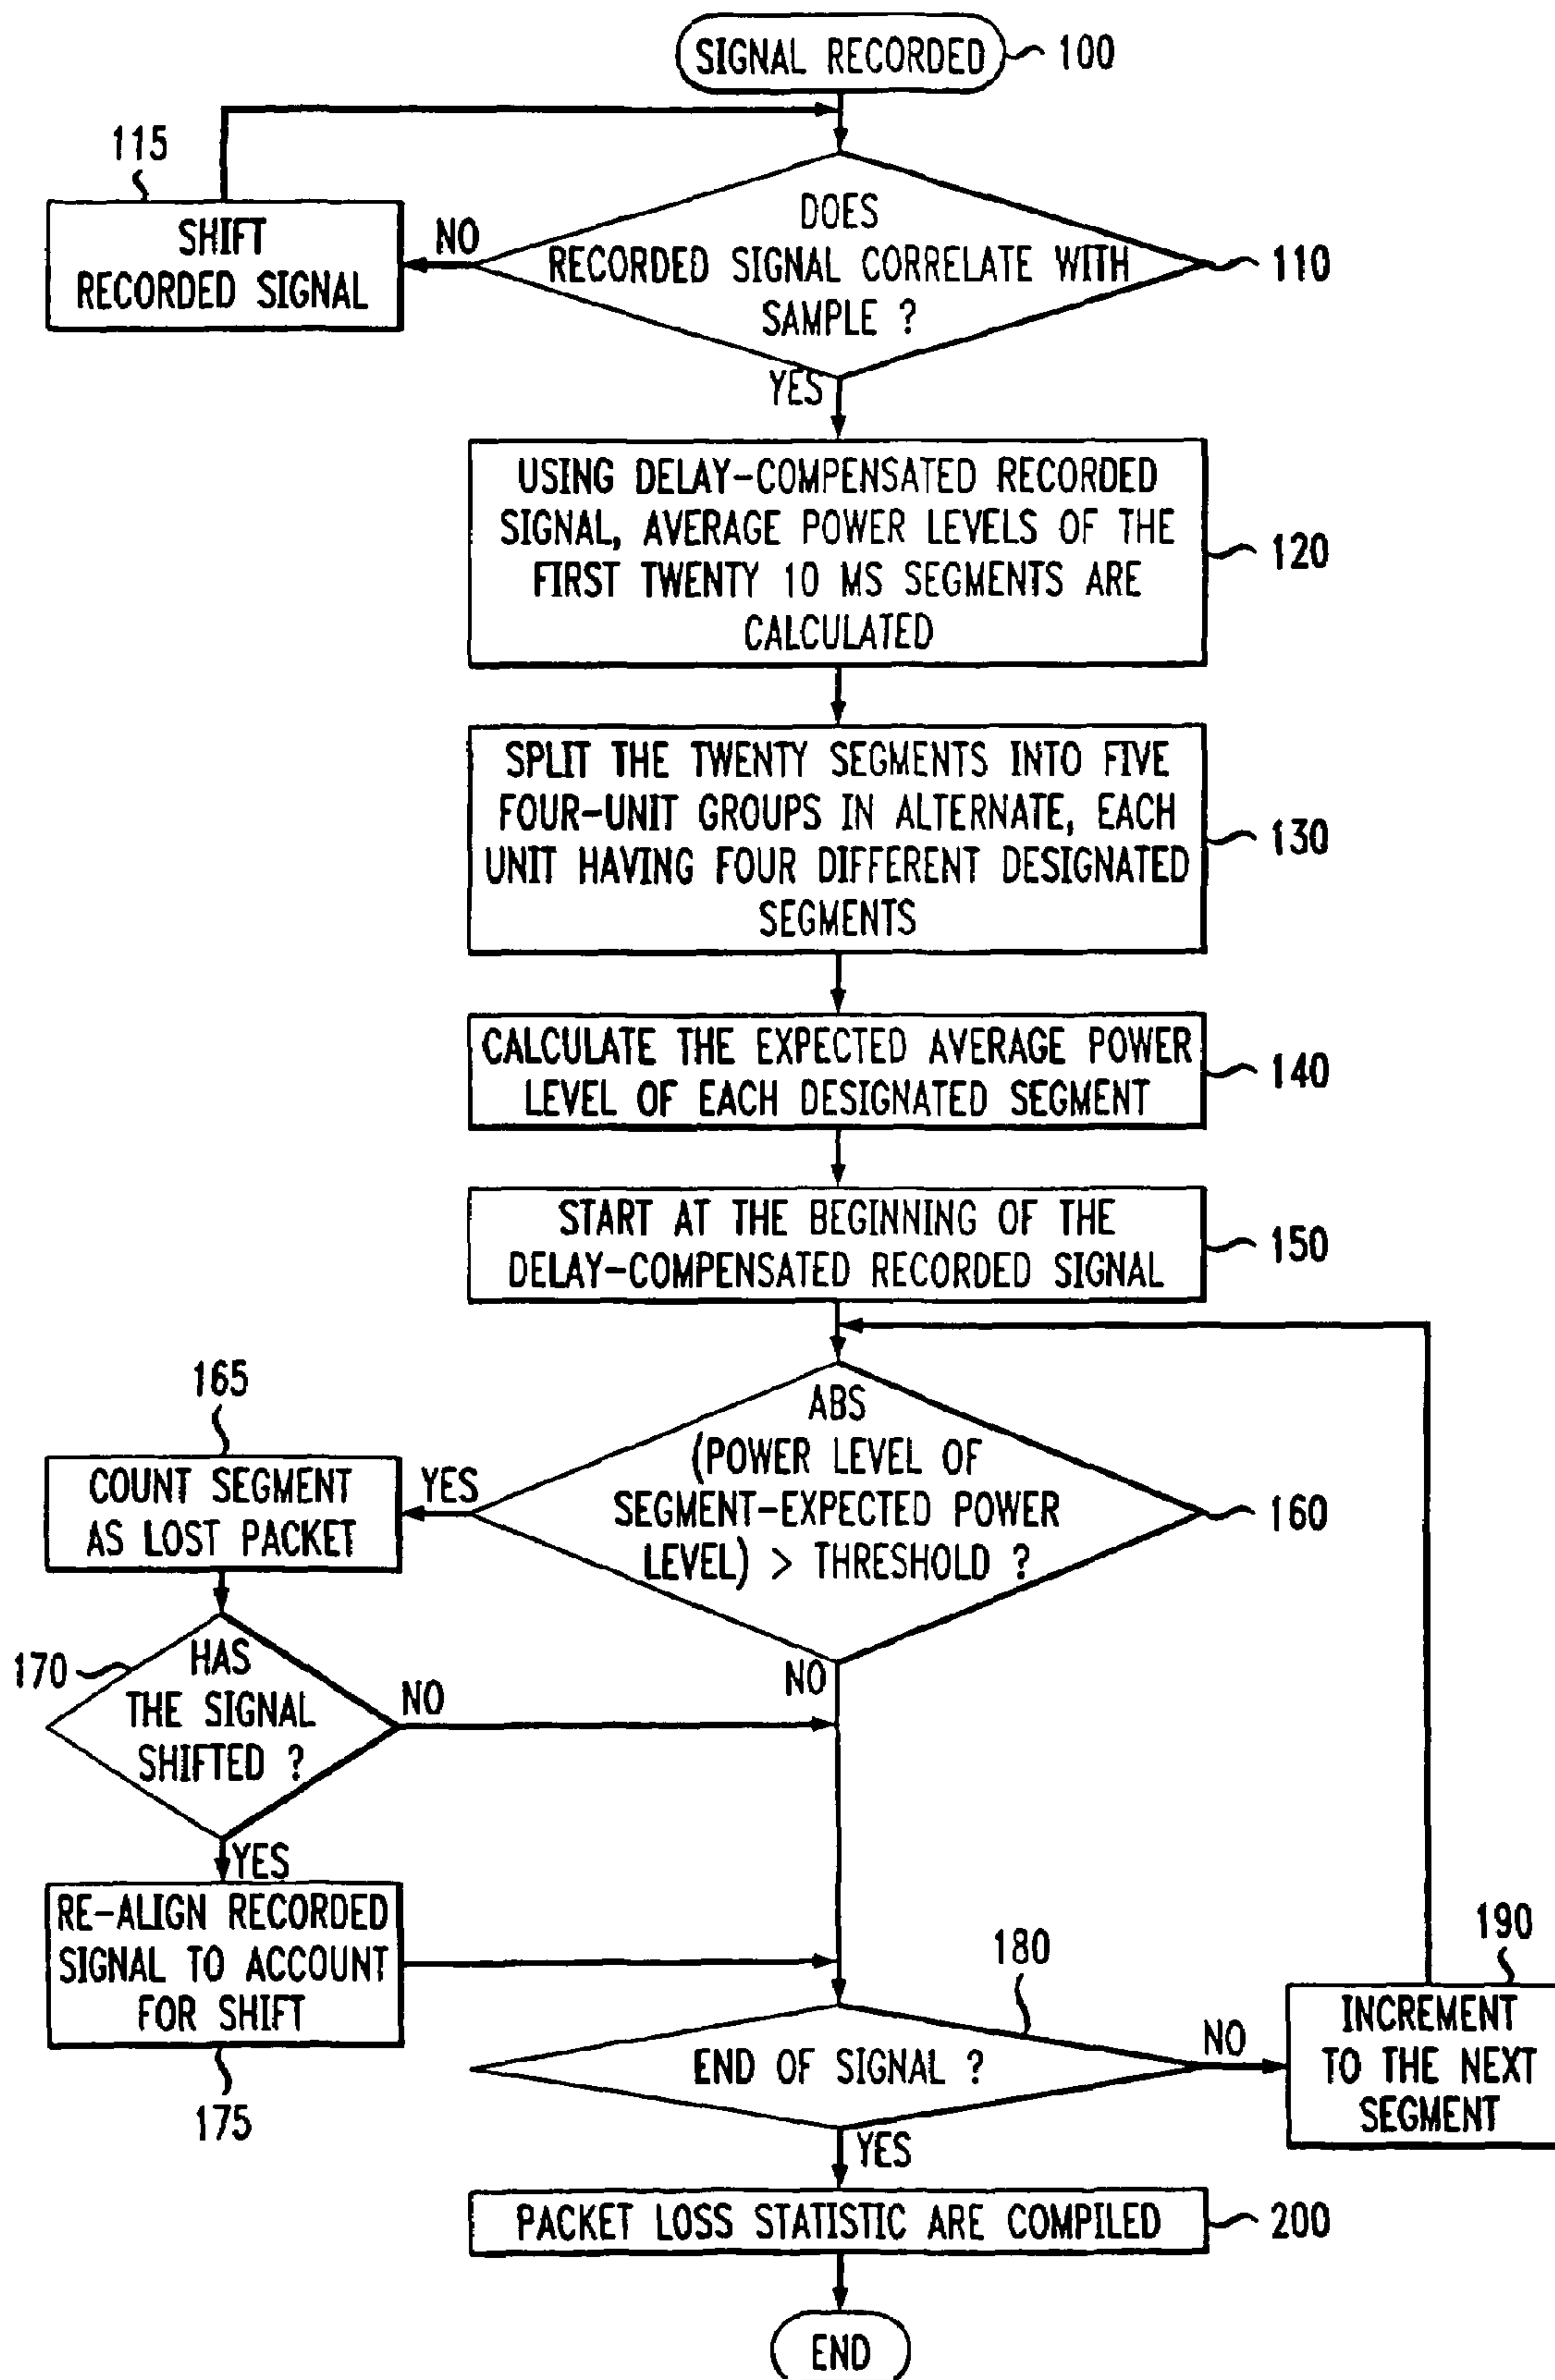 SIGNAL RECORDED
100
115
SHIFT
RECORDED SIGNAL
NO
DOES
RECORDED SIGNAL CORRELATE WITH
SAMPLE ?
110
YES
USING DELAY-COMPENSATED RECORDED
SIGNAL, AVERAGE POWER LEVELS OF THE
FIRST TWENTY 10 MS SEGMENTS ARE
CALCULATED
120
SPLIT THE TWENTY SEGMENTS INTO FIVE
FOUR-UNIT GROUPS IN ALTERNATE, EACH
UNIT HAVING FOUR DIFFERENT DESIGNATED
SEGMENTS
130
CALCULATE THE EXPECTED AVERAGE POWER
LEVEL OF EACH DESIGNATED SEGMENT
140
START AT THE BEGINNING OF THE
DELAY-COMPENSATED RECORDED SIGNAL
150
165
COUNT SEGMENT
AS LOST PACKET
YES
ABS
(POWER LEVEL OF
SEGMENT-EXPECTED POWER
LEVEL) > THRESHOLD ?
160
NO
170
HAS
THE SIGNAL
SHIFTED ?
NO
YES
RE-ALIGN RECORDED
SIGNAL TO ACCOUNT
FOR SHIFT
175
180
END OF SIGNAL ?
NO
190
INCREMENT
TO THE NEXT
SEGMENT
YES
PACKET LOSS STATISTIC ARE COMPILED
200
END